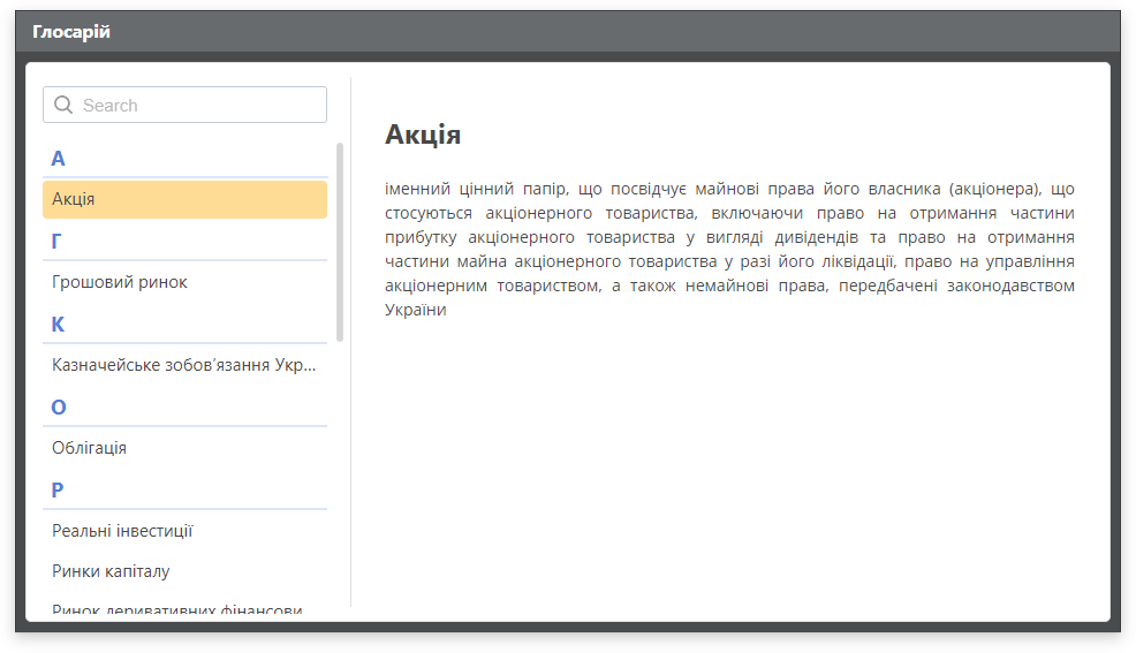 Глосарій
Search
А
Акція
Г
Грошовий ринок
К
Казначейське зобов’язання Укр...
О
Облігація
Р
Реальні інвестиції
Ринки капіталу
Ринок деривативних фінансови
Акція
іменний цінний папір, що посвідчує майнові права його власника (акціонера), що
стосуються акціонерного товариства, включаючи право на отримання частини
прибутку акціонерного товариства у вигляді дивідендів та право на отримання
частини майна акціонерного товариства у разі його ліквідації, право на управління
акціонерним товариством, а також немайнові права, передбачені законодавством
України